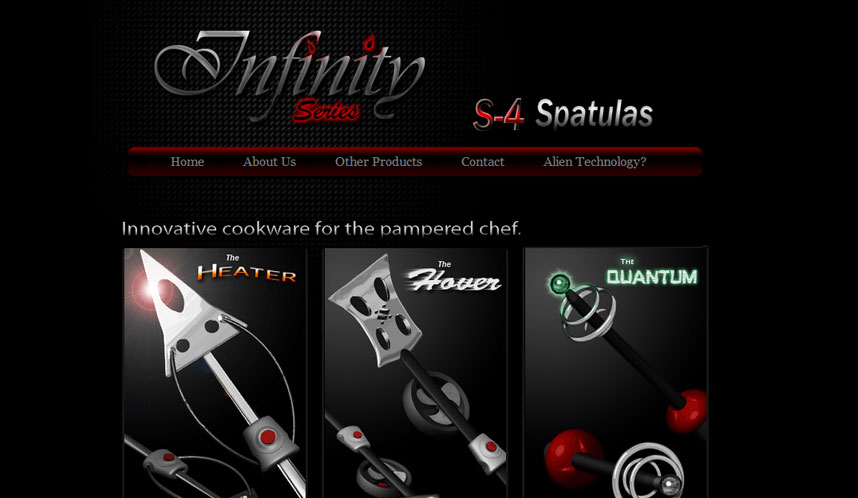 Infinity
Series
S-4 Spatulas
Home About Us Other Products Contact Alien Technology?
Innovative cookware for the pampered chef.
The
HEATER
The
Hover
THE
QUANTUM